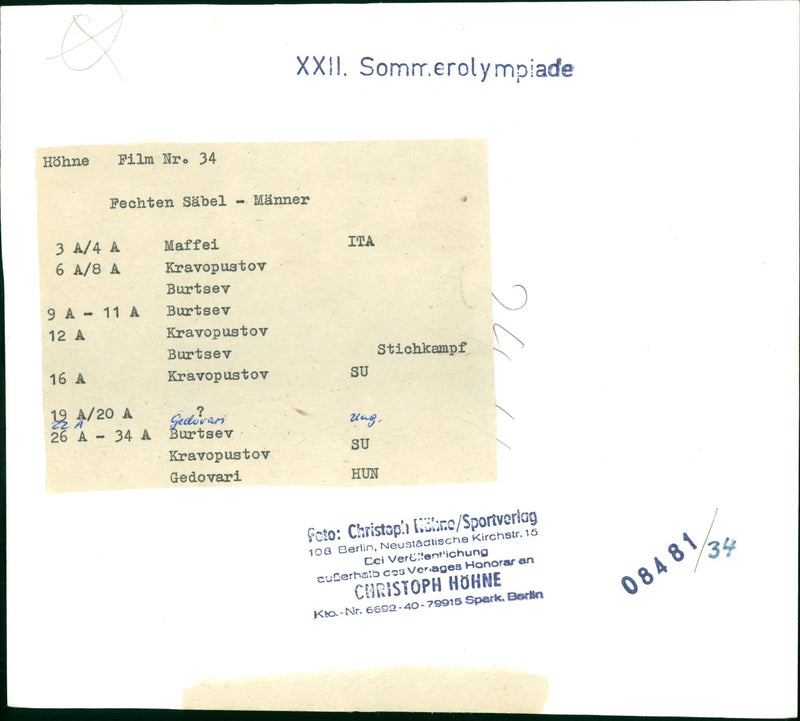 XXII. Sommerolympiade
Höhne Film Nr. 34
Fechten Säbel - Männer
3 A/4 A Maffei ITA
6 A/8 A Kravopustov
Burtsev
9 A - 11 A Burtsev
12 A Kravopustov
Burtsev Stichkampf
16 A Kravopustov SU
19 A/20 A ?
22 A Gedovari Ung.
26 A - 34 A Burtsev
SU
Kravopustov
Gedovari HUN
Foto: Christoph Höhne/Sportverlag
108 Berlin, Neustädtische Kirchstr. 15
Bei Veröffentlichung
außerhalb des Verlages Honorar an
CHRISTOPH HÖHNE
Kto.-Nr. 6692-40-79915 Spark. Berlin
08481/34